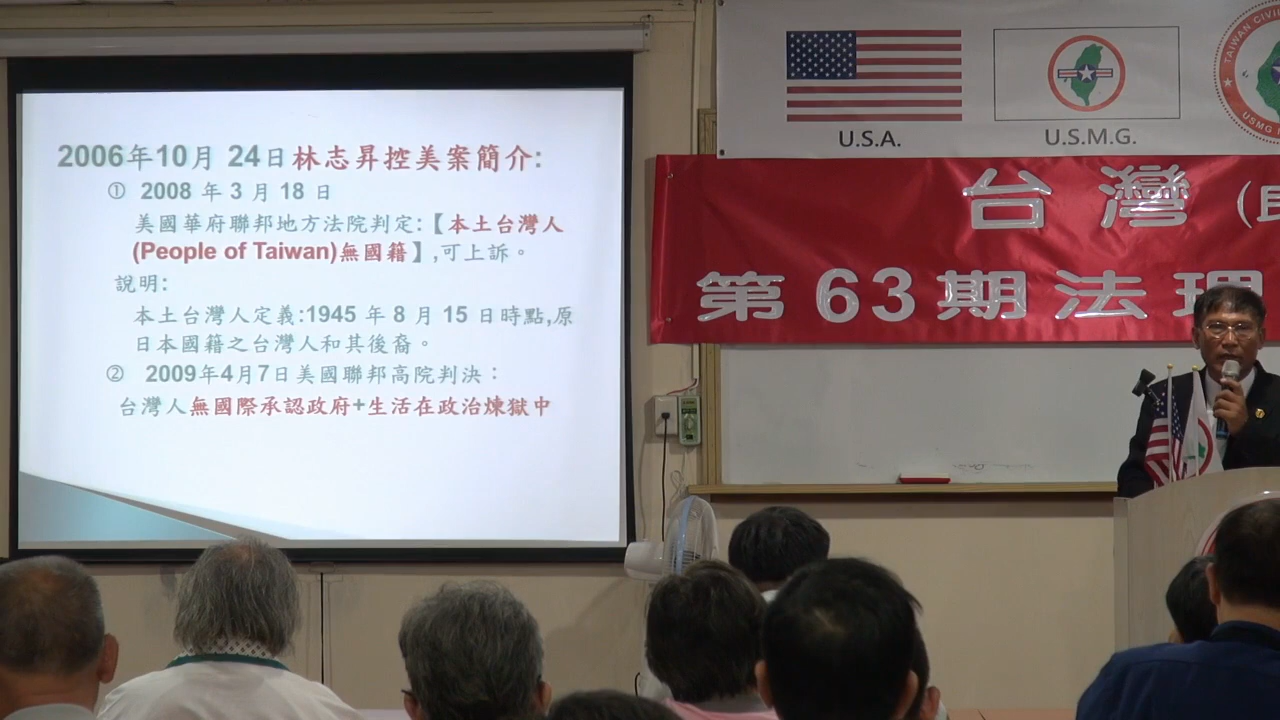 2006年10月 24日林志昇控美案簡介:
① 2008 年 3 月 18 日
美國華府聯邦地方法院判定:【本土台灣人
(People of Taiwan)無國籍】,可上訴。
說明:
本土台灣人定義:1945 年 8 月 15 日時點,原
日本國籍之台灣人和其後裔。
② 2009年4月7日美國聯邦高院判決：
台灣人無國際承認政府+生活在政治煉獄中
U.S.A.
U.S.M.G.
TAIWAN CIVIL
USMG
台灣(民
第63期法理